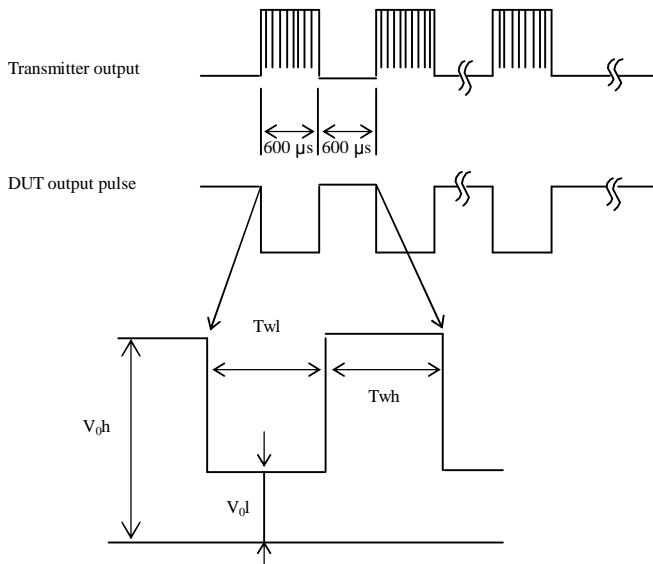 Transmitter output
600 μs
600 μs
DUT output pulse
Twl
Twh
V₀h
V₀l